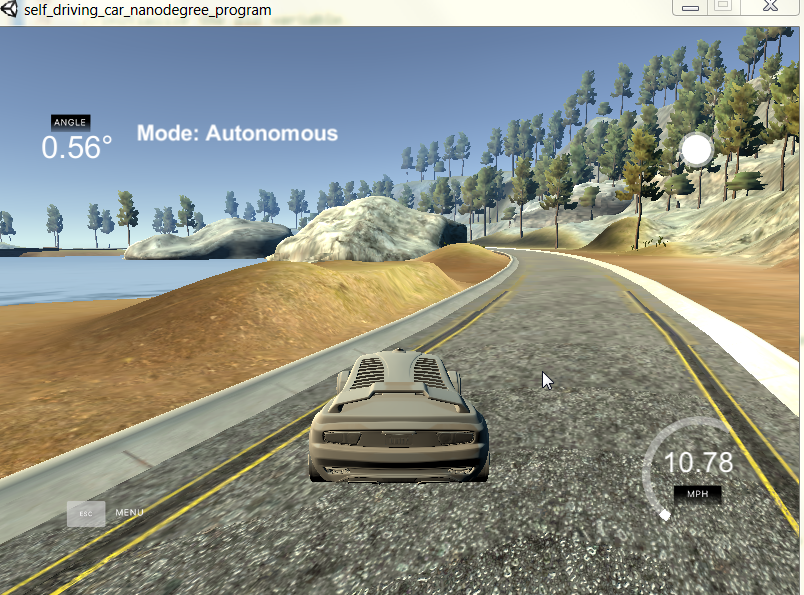 self_driving_car_nanodegree_program
ANGLE
0.56°
Mode: Autonomous
10.78
MPH
ESC
MENU